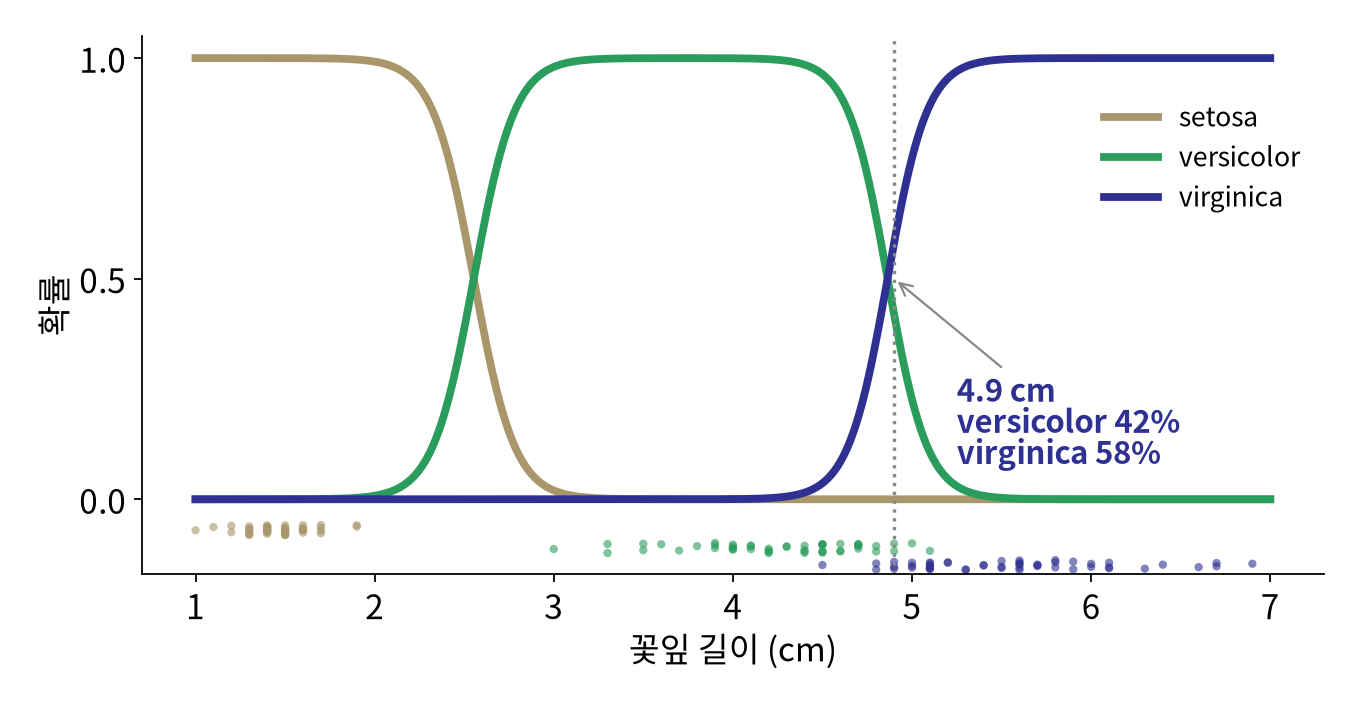 1.0
0.5
0.0
확률
setosa
versicolor
virginica
4.9 cm
versicolor 42%
virginica 58%
1 2 3 4 5 6 7
꽃잎 길이 (cm)